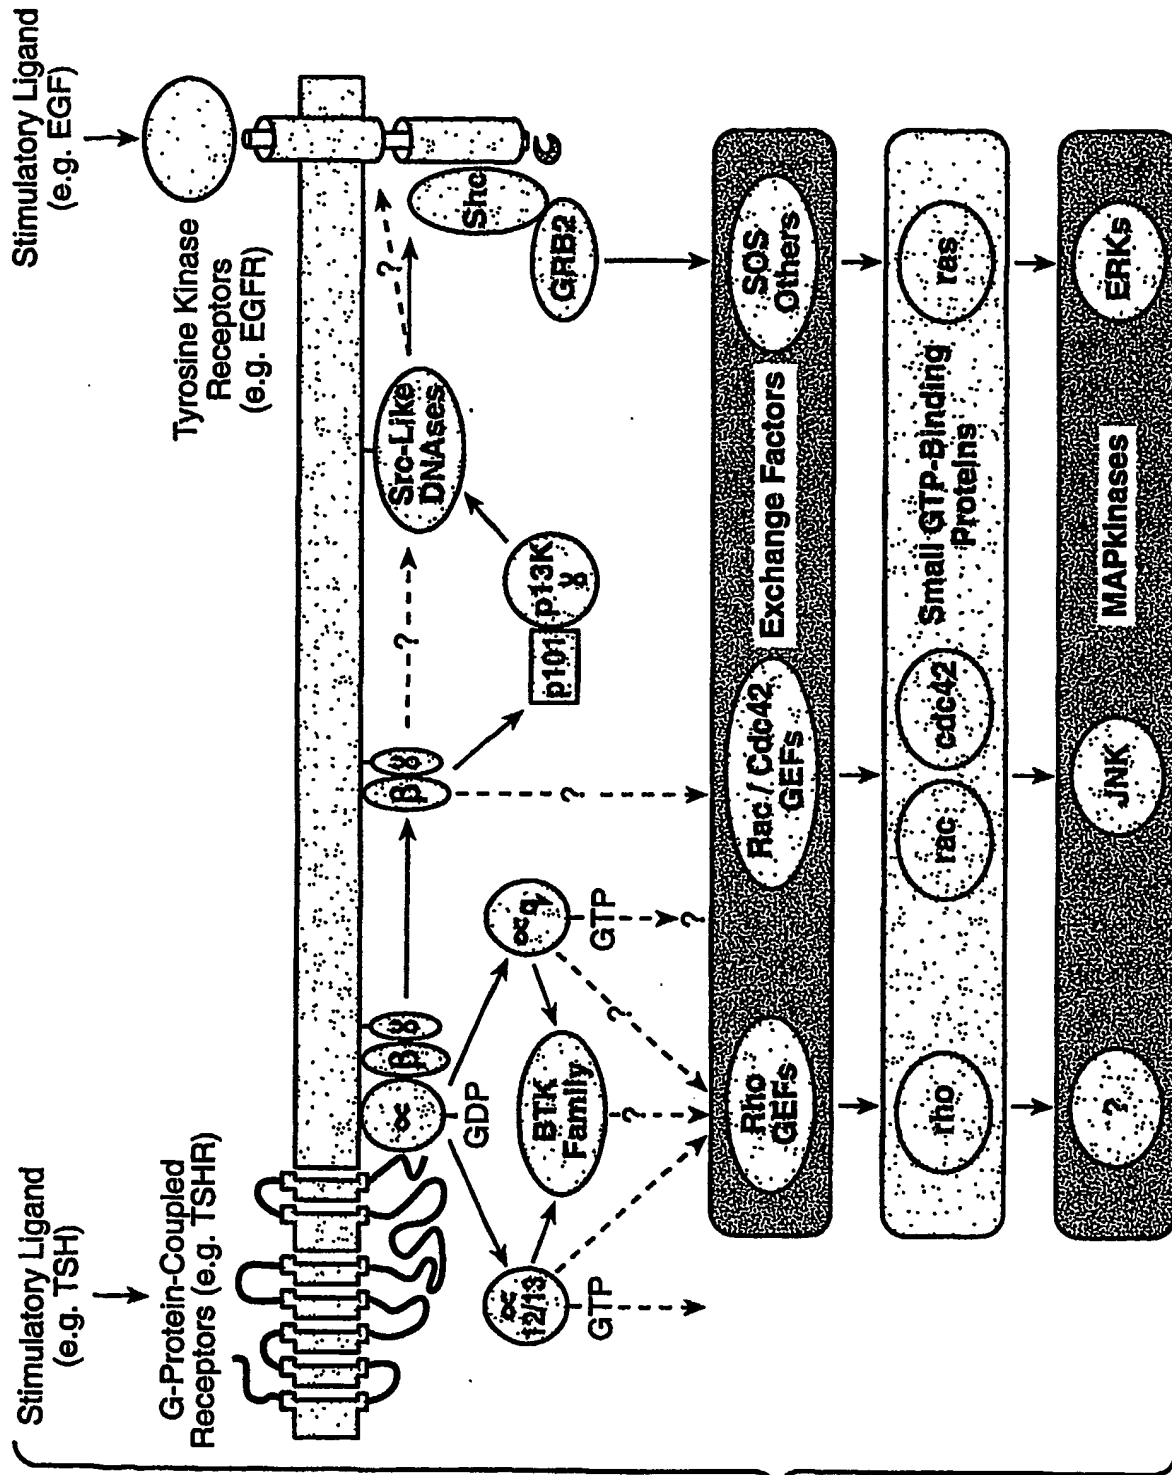 Stimulatory Ligand
(e.g. TSH)
G-Protein-Coupled
Receptors (e.g. TSHR)
Stimulatory Ligand
(e.g. EGF)
Tyrosine Kinase
Receptors
(e.g. EGFR)
∝
β
γ
GDP
β
γ
?
Src-Like
DNAses
?
Shc
GRB2
p101
p13K
γ
∝
12/13
GTP
∝q
GTP
?
BTK
Family
?
?
?
Rho
GEFs
Rac / Cdc42
GEFs
Exchange Factors
SOS
Others
rho
rac
cdc42
Small GTP-Binding
Proteins
ras
?
JNK
MAPkinases
ERKs